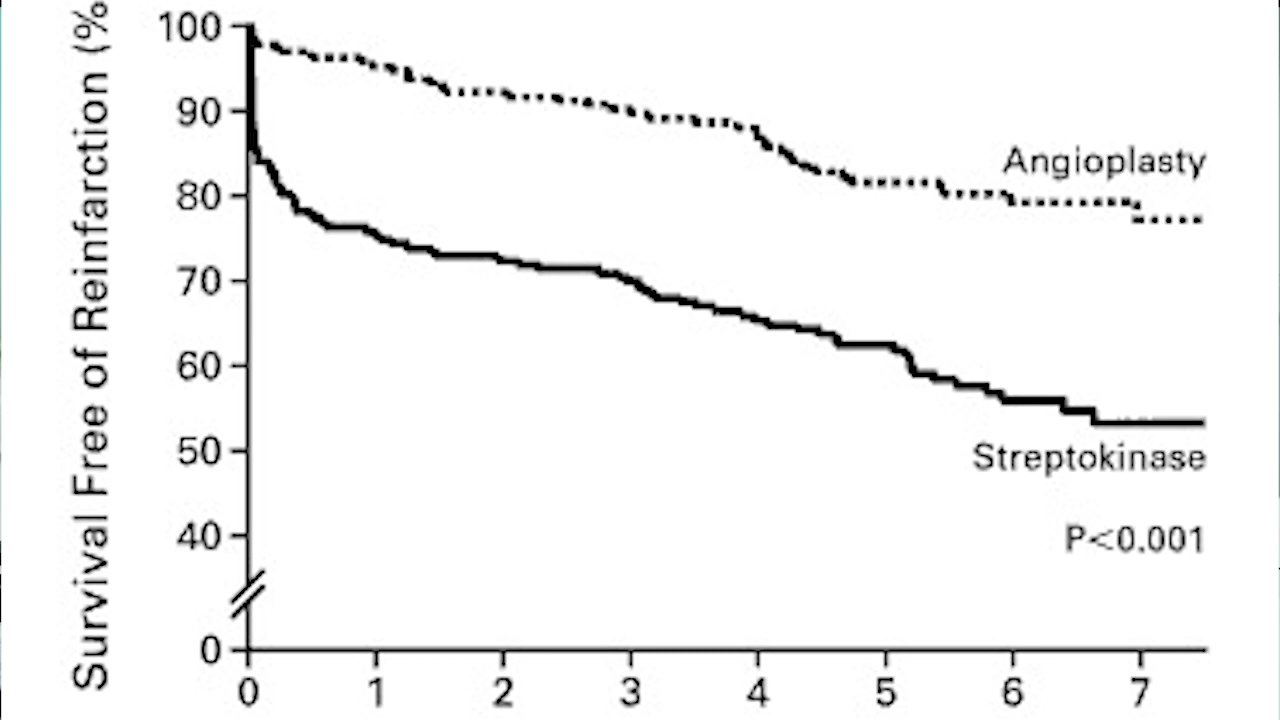 Survival Free of Reinfarction (%
100
90
80
70
60
50
40
0
Angioplasty
Streptokinase
P<0.001
0 1 2 3 4 5 6 7